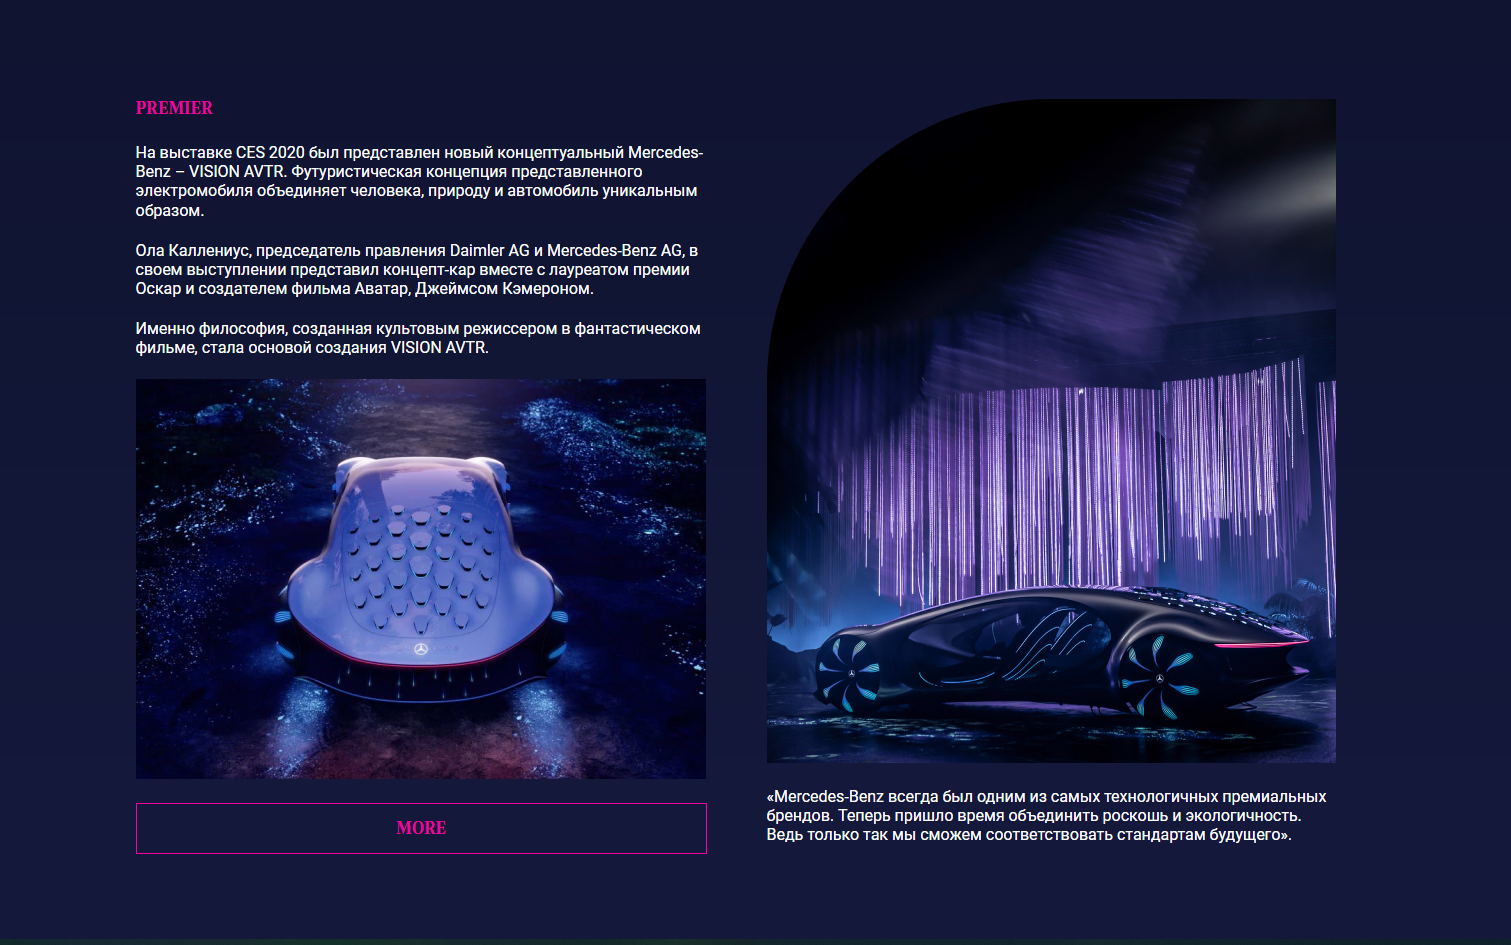 PREMIER
На выставке CES 2020 был представлен новый концептуальный Mercedes-
Benz – VISION AVTR. Футуристическая концепция представленного
электромобиля объединяет человека, природу и автомобиль уникальным
образом.
Ола Каллениус, председатель правления Daimler AG и Mercedes-Benz AG, в
своем выступлении представил концепт-кар вместе с лауреатом премии
Оскар и создателем фильма Аватар, Джеймсом Кэмероном.
Именно философия, созданная культовым режиссером в фантастическом
фильме, стала основой создания VISION AVTR.
MORE
«Mercedes-Benz всегда был одним из самых технологичных премиальных
брендов. Теперь пришло время объединить роскошь и экологичность.
Ведь только так мы сможем соответствовать стандартам будущего».